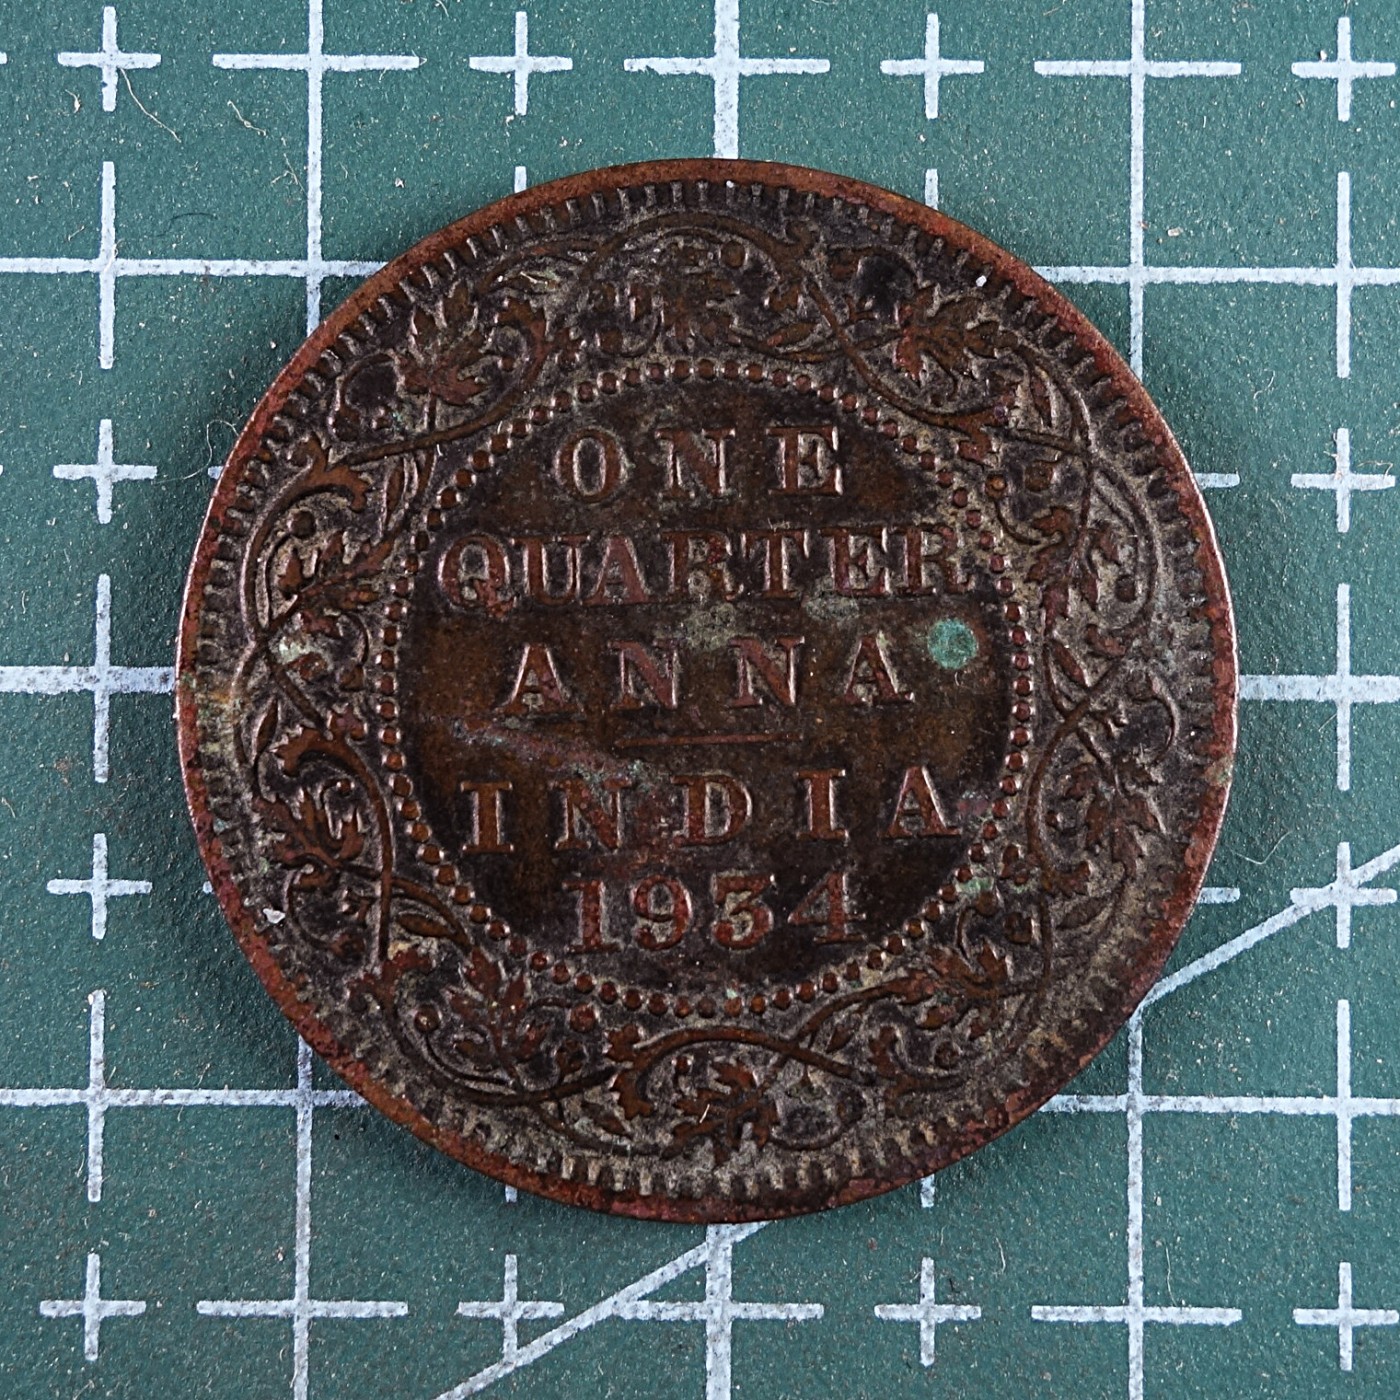 ONE
QUARTER
ANNA
INDIA
1934